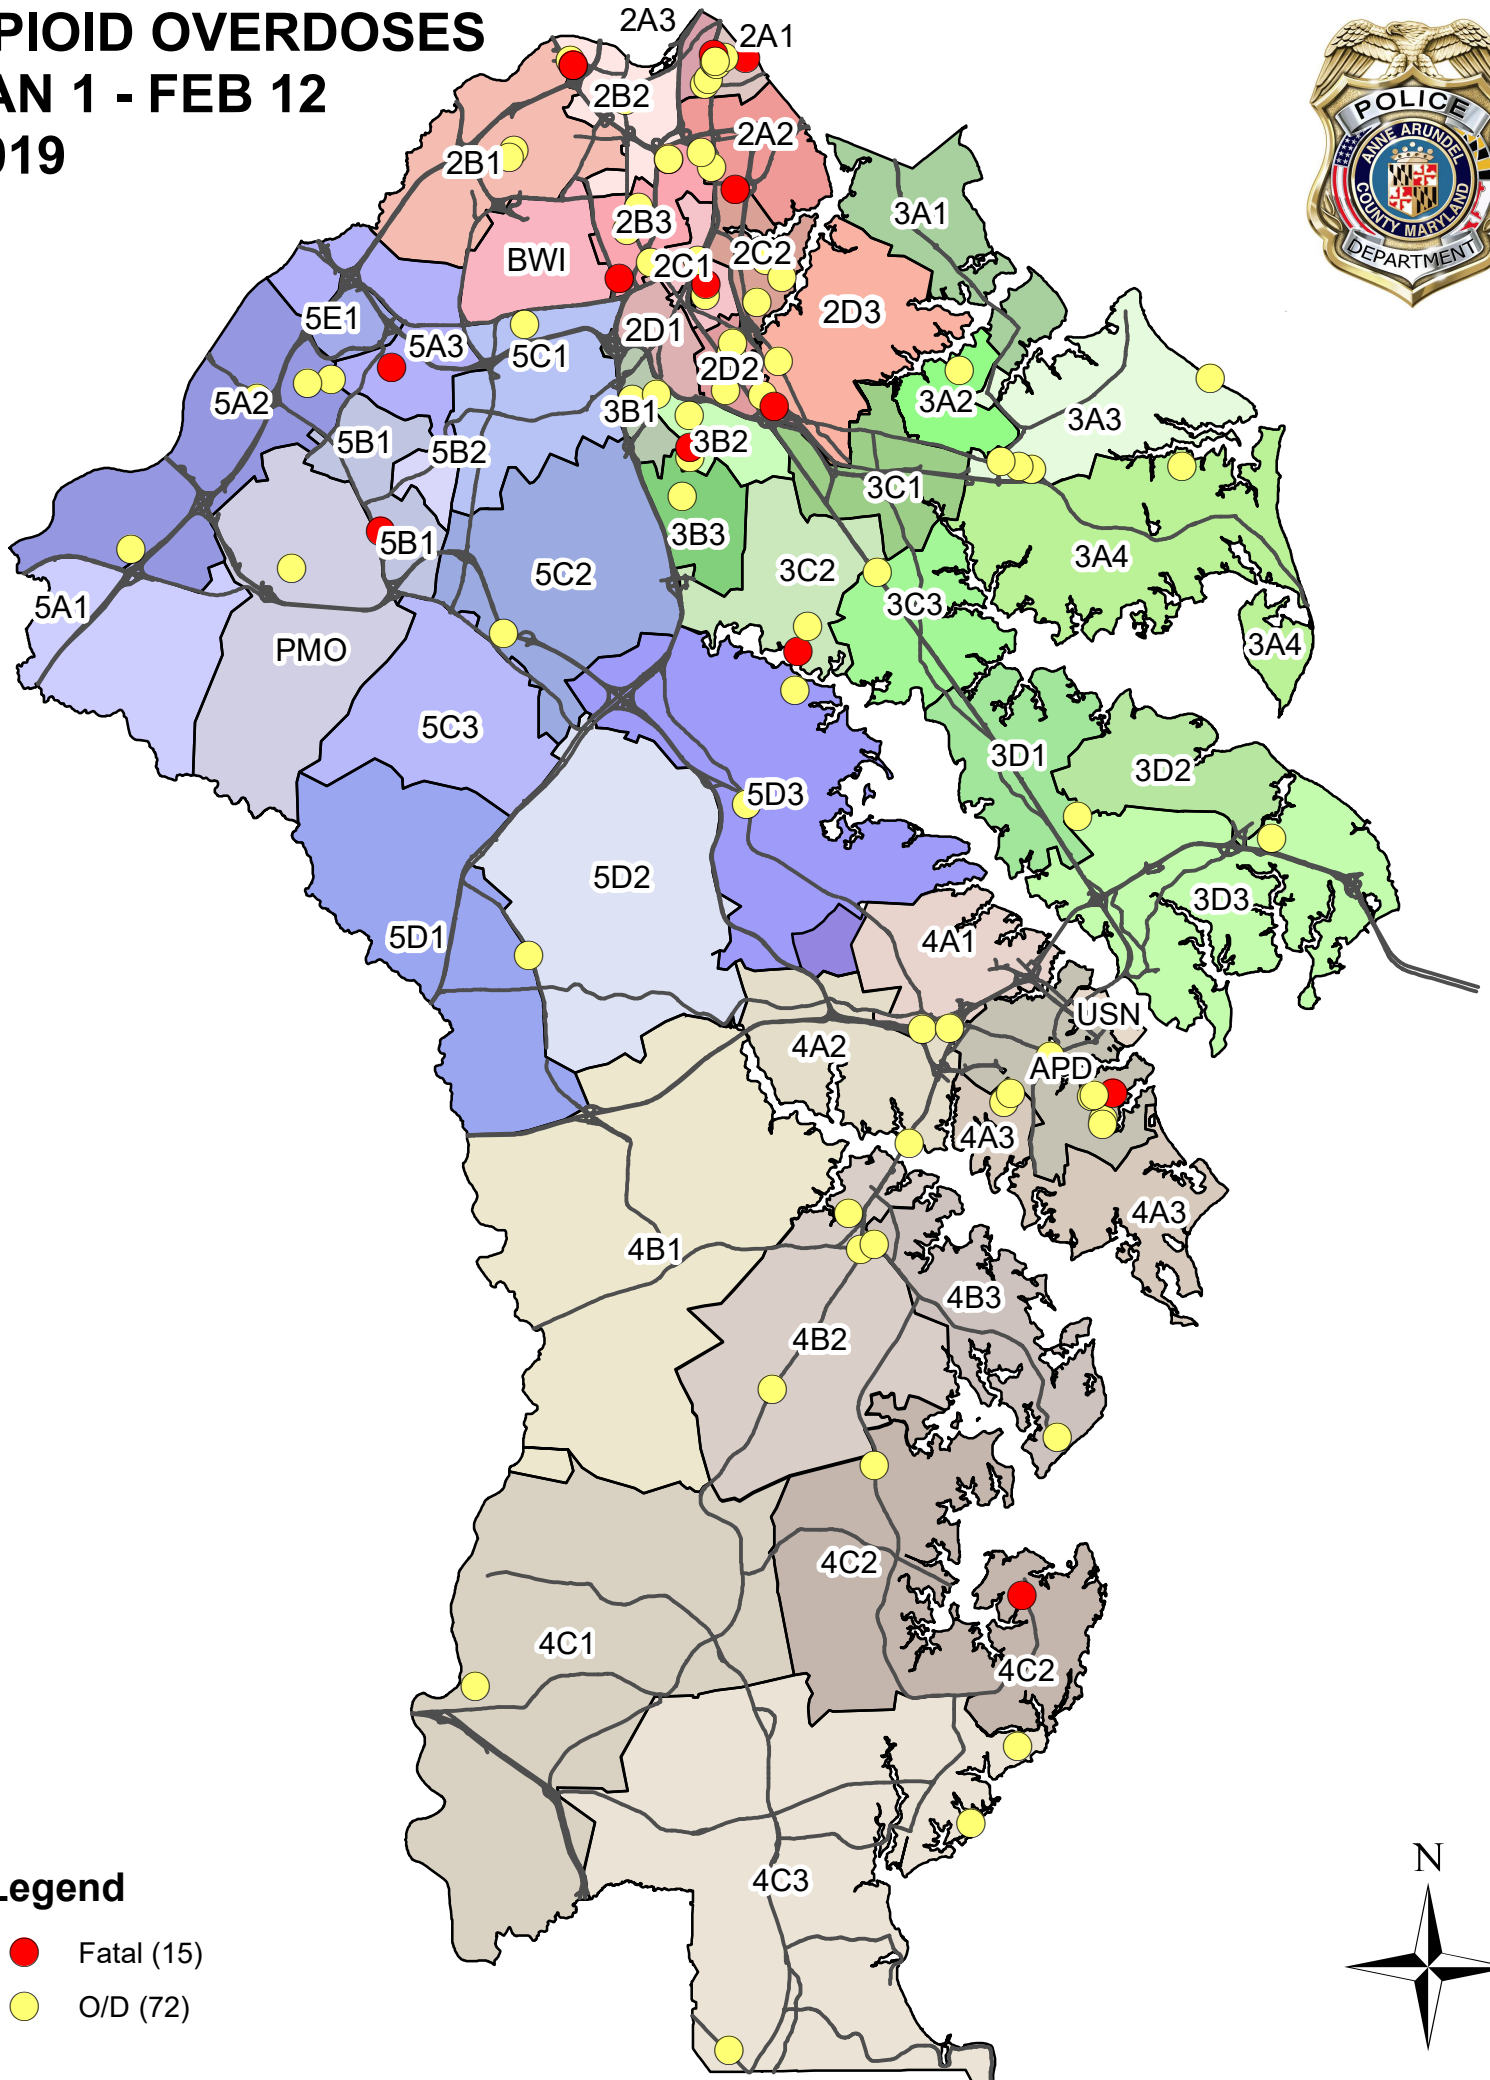 PIOID OVERDOSES
AN 1 - FEB 12
019
POLICE
ANNE ARUNDEL
COUNTY MARYLAND
DEPARTMENT
2A3
2A1
2B2
2A2
2B1
3A1
2B3
BWI
2C1
2C2
5E1
2D3
2D1
5A3
5C1
2D2
5A2
3A2
3B1
3A3
5B1
5B2
3B2
3C1
3B3
5B1
5C2
3C2
3A4
5A1
3C3
PMO
3A4
5C3
3D1
3D2
5D3
5D2
3D3
5D1
4A1
USN
4A2
APD
4A3
4A3
4B1
4B3
4B2
4C2
4C1
4C2
4C3
Legend
Fatal (15)
O/D (72)
N